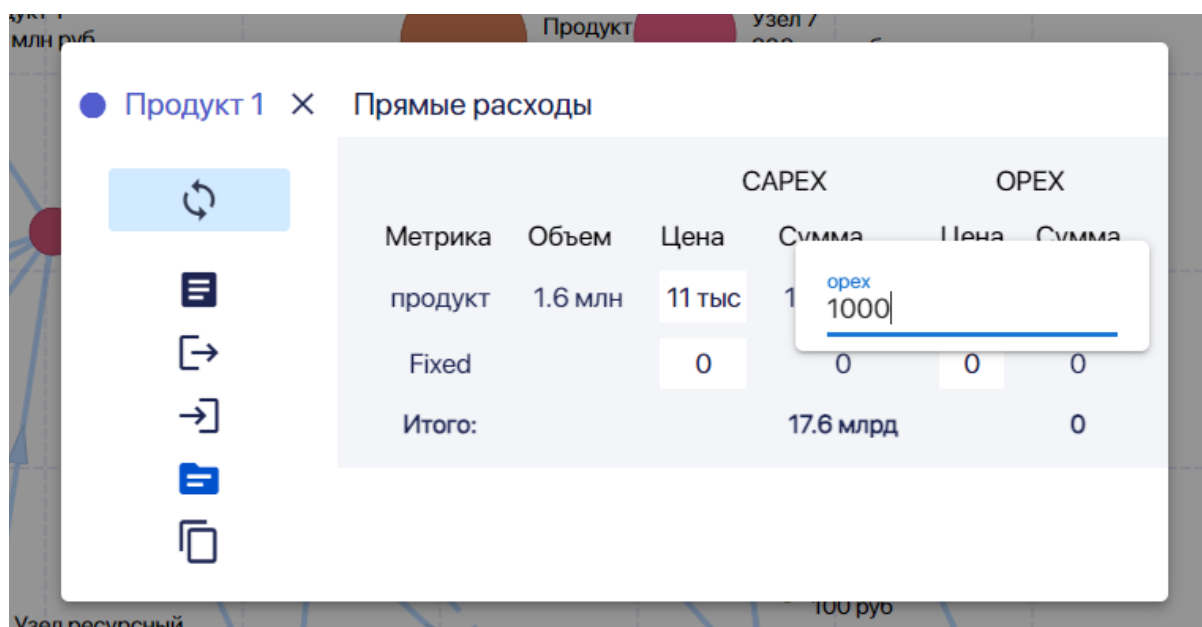 млн руб
Продукт
Узел 7
Продукт 1
Прямые расходы
CAPEX OPEX
Метрика Объем Цена Сумма Цена Сумма
продукт 1.6 млн 11 тыс 1
opex
1000
Fixed 0 0 0 0
Итого: 17.6 млрд 0
100 руб
Узел ресурсный